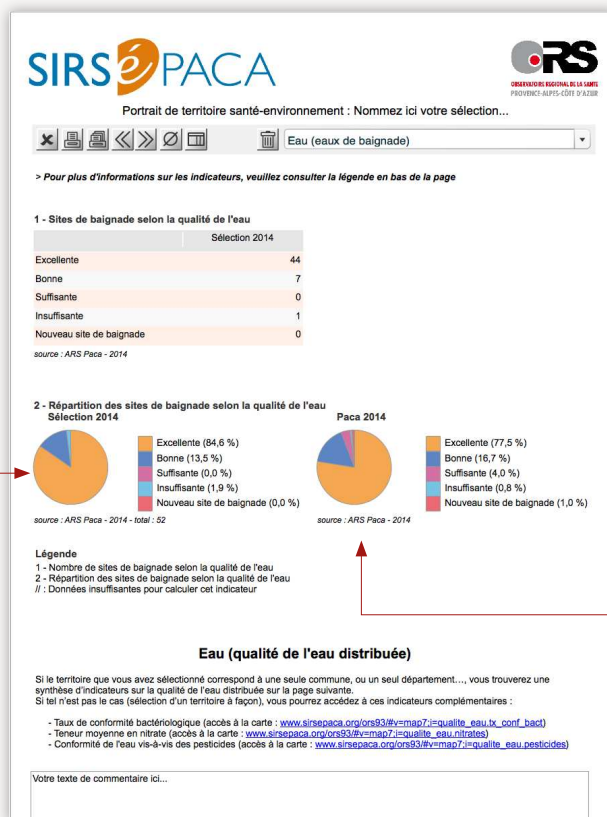 SIRSéPACA
ORS
OBSERVATOIRE REGIONAL DE LA SANTE
PROVENCE-ALPES-CÔTE D'AZUR
Portrait de territoire santé-environnement : Nommez ici votre sélection...
Eau (eaux de baignade)
> Pour plus d'informations sur les indicateurs, veuillez consulter la légende en bas de la page
1 - Sites de baignade selon la qualité de l'eau
Sélection 2014
Excellente 44
Bonne 7
Suffisante 0
Insuffisante 1
Nouveau site de baignade 0
source : ARS Paca - 2014
2 - Répartition des sites de baignade selon la qualité de l'eau
Sélection 2014
Excellente (84,6 %)
Bonne (13,5 %)
Suffisante (0,0 %)
Insuffisante (1,9 %)
Nouveau site de baignade (0,0 %)
source : ARS Paca - 2014 - total : 52
Paca 2014
Excellente (77,5 %)
Bonne (16,7 %)
Suffisante (4,0 %)
Insuffisante (0,8 %)
Nouveau site de baignade (1,0 %)
source : ARS Paca - 2014
Légende
1 - Nombre de sites de baignade selon la qualité de l'eau
2 - Répartition des sites de baignade selon la qualité de l'eau
// : Données insuffisantes pour calculer cet indicateur
Eau (qualité de l'eau distribuée)
Si le territoire que vous avez sélectionné correspond à une seule commune, ou un seul département..., vous trouverez une
synthèse d'indicateurs sur la qualité de l'eau distribuée sur la page suivante.
Si tel n'est pas le cas (sélection d'un territoire à façon), vous pourrez accédez à ces indicateurs complémentaires :
- Taux de conformité bactériologique (accès à la carte : www.sirsepaca.org/ors93/#v=map7;i=qualite_eau.tx_conf_bact)
- Teneur moyenne en nitrate (accès à la carte : www.sirsepaca.org/ors93/#v=map7;i=qualite_eau.nitrates)
- Conformité de l'eau vis-à-vis des pesticides (accès à la carte : www.sirsepaca.org/ors93/#v=map7;i=qualite_eau.pesticides)
Votre texte de commentaire ici...